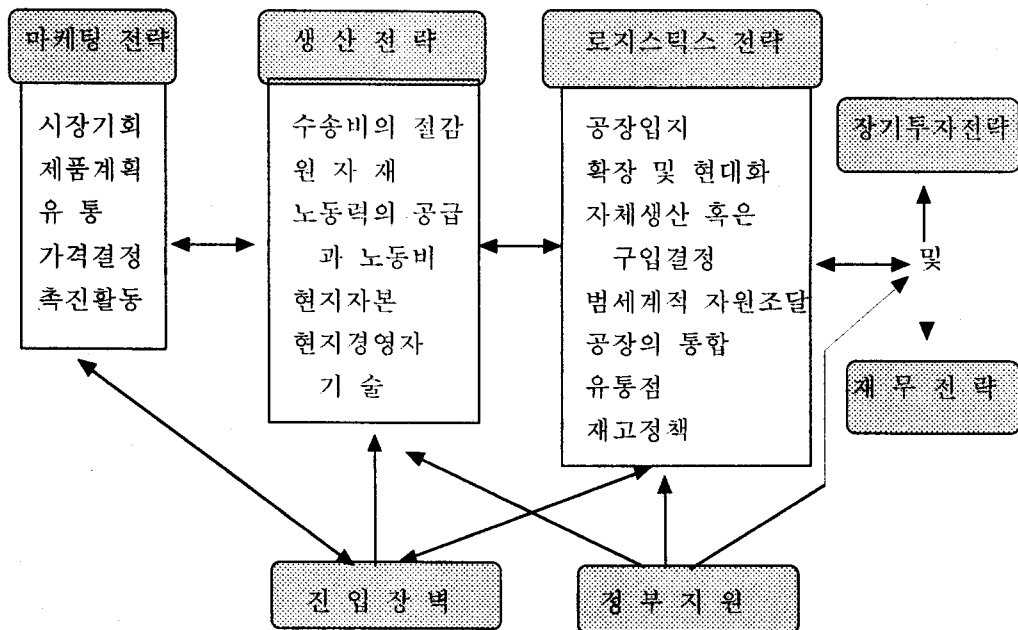 마케팅 전략
시장기회
제품계획
유 통
가격결정
촉진활동
생 산 전 략
수송비의 절감
원 자 재
노동력의 공급
과 노동비
현지자본
현지경영자
기 술
로지스틱스 전략
공장입지
확장 및 현대화
자체생산 혹은
구입결정
범세계적 자원조달
공장의 통합
유통점
재고정책
장기투자전략
및
재 무 전 략
진 입 장 벽
정 부 지 원